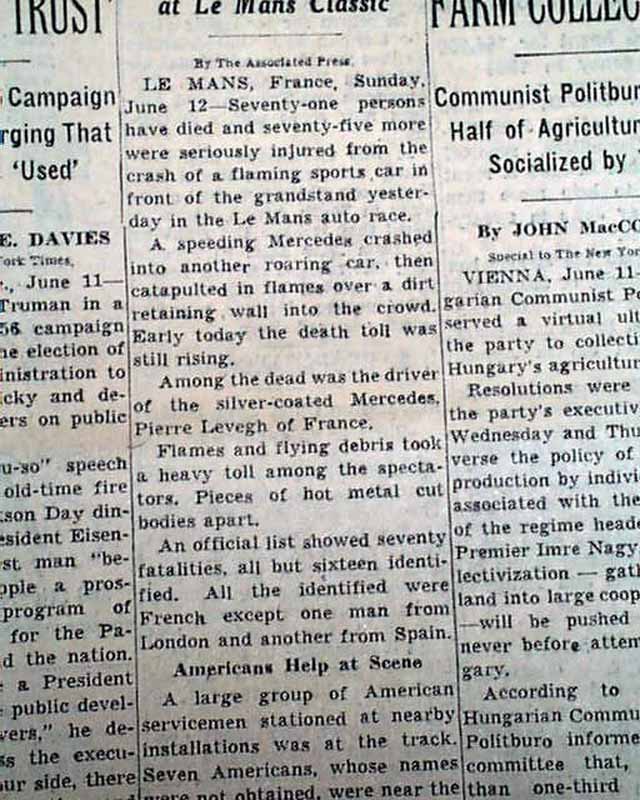 TRUST
Campaign
rging That
'Used'
E. DAVIES
ork Times.
., June 11—
Truman in a
56 campaign
he election of
inistration to
icky and de-
ers on public
u-so" speech
old-time fire
kson Day din-
esident Eisen-
st man "be-
ople a pros-
program of
for the Pa-
d the nation.
a President
public devel-
vers," he de-
ss the execu-
our side, there
at Le Mans Classic
By The Associated Press.
LE MANS, France, Sunday,
June 12—Seventy-one persons
have died and seventy-five more
were seriously injured from the
crash of a flaming sports car in
front of the grandstand yester-
day in the Le Mans auto race.
A speeding Mercedes crashed
into another roaring car, then
catapulted in flames over a dirt
retaining wall into the crowd.
Early today the death toll was
still rising.
Among the dead was the driver
of the silver-coated Mercedes,
Pierre Levegh of France.
Flames and flying debris took
a heavy toll among the specta-
tors. Pieces of hot metal cut
bodies apart.
An official list showed seventy
fatalities, all but sixteen identi-
fied. All the identified were
French except one man from
London and another from Spain.
Americans Help at Scene
A large group of American
servicemen stationed at nearby
installations was at the track.
Seven Americans, whose names
were not obtained, were near the
FARM COLLEC
Communist Politbur
Half of Agricultur
Socialized by
By JOHN MacCO
Special to The New Yor
VIENNA, June 11-
garian Communist Po
served a virtual ult
the party to collecti
Hungary's agricultur
Resolutions were
the party's executiv
Wednesday and Thu
verse the policy of
production by indivi
associated with the
of the regime heade
Premier Imre Nagy
lectivization — gath
land into large coop
—will be pushed
never before attem
gary.
According to
Hungarian Commu
Politburo informe
committee that,
than one-third